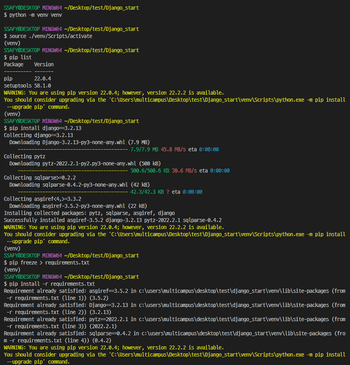 SSAFY@DESKTOP MINGW64 ~/Desktop/test/Django_start
$ python -m venv venv
SSAFY@DESKTOP MINGW64 ~/Desktop/test/Django_start
$ source ./venv/Scripts/activate
(venv)
SSAFY@DESKTOP MINGW64 ~/Desktop/test/Django_start
$ pip list
Package    Version
---------- -------
pip        22.0.4
setuptools 58.1.0
WARNING: You are using pip version 22.0.4; however, version 22.2.2 is available.
You should consider upgrading via the 'C:\Users\multicampus\Desktop\test\Django_start\venv\Scripts\python.exe -m pip install
--upgrade pip' command.
(venv)
SSAFY@DESKTOP MINGW64 ~/Desktop/test/Django_start
$ pip install django==3.2.13
Collecting django==3.2.13
Downloading Django-3.2.13-py3-none-any.whl (7.9 MB)
7.9/7.9 MB 45.8 MB/s eta 0:00:00
Collecting pytz
Downloading pytz-2022.2.1-py2.py3-none-any.whl (500 kB)
500.6/500.6 KB 30.6 MB/s eta 0:00:00
Collecting sqlparse>=0.2.2
Downloading sqlparse-0.4.2-py3-none-any.whl (42 kB)
42.3/42.3 KB ? eta 0:00:00
Collecting asgiref<4,>=3.3.2
Downloading asgiref-3.5.2-py3-none-any.whl (22 kB)
Installing collected packages: pytz, sqlparse, asgiref, django
Successfully installed asgiref-3.5.2 django-3.2.13 pytz-2022.2.1 sqlparse-0.4.2
WARNING: You are using pip version 22.0.4; however, version 22.2.2 is available.
You should consider upgrading via the 'C:\Users\multicampus\Desktop\test\Django_start\venv\Scripts\python.exe -m pip install
--upgrade pip' command.
(venv)
SSAFY@DESKTOP MINGW64 ~/Desktop/test/Django_start
$ pip freeze > requirements.txt
(venv)
SSAFY@DESKTOP MINGW64 ~/Desktop/test/Django_start
$ pip install -r requirements.txt
Requirement already satisfied: asgiref==3.5.2 in c:\users\multicampus\desktop\test\django_start\venv\lib\site-packages (from
-r requirements.txt (line 1)) (3.5.2)
Requirement already satisfied: Django==3.2.13 in c:\users\multicampus\desktop\test\django_start\venv\lib\site-packages (from
-r requirements.txt (line 2)) (3.2.13)
Requirement already satisfied: pytz==2022.2.1 in c:\users\multicampus\desktop\test\django_start\venv\lib\site-packages (from
-r requirements.txt (line 3)) (2022.2.1)
Requirement already satisfied: sqlparse==0.4.2 in c:\users\multicampus\desktop\test\django_start\venv\lib\site-packages (fro
m -r requirements.txt (line 4)) (0.4.2)
WARNING: You are using pip version 22.0.4; however, version 22.2.2 is available.
You should consider upgrading via the 'C:\Users\multicampus\Desktop\test\Django_start\venv\Scripts\python.exe -m pip install
--upgrade pip' command.